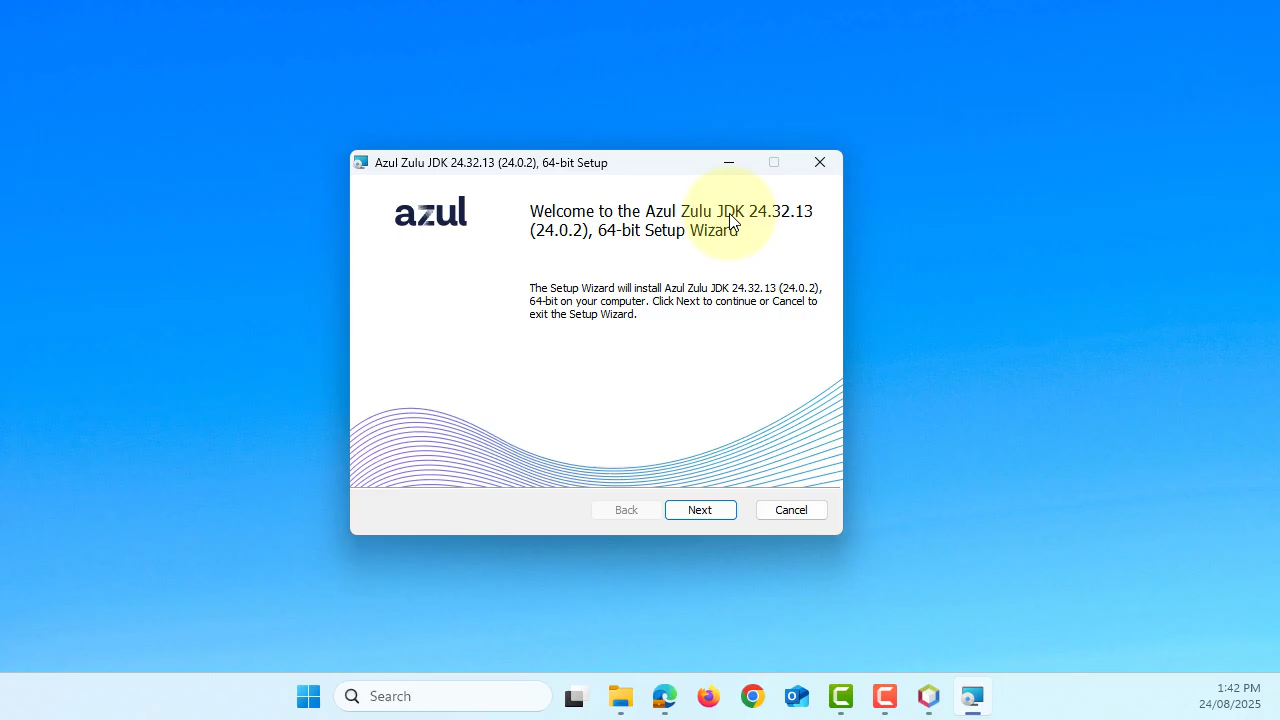 Azul Zulu JDK 24.32.13 (24.0.2), 64-bit Setup
azul
Welcome to the Azul Zulu JDK 24.32.13
(24.0.2), 64-bit Setup Wizard
The Setup Wizard will install Azul Zulu JDK 24.32.13 (24.0.2),
64-bit on your computer. Click Next to continue or Cancel to
exit the Setup Wizard.
Back
Next
Cancel
Search
1:42 PM
24/08/2025